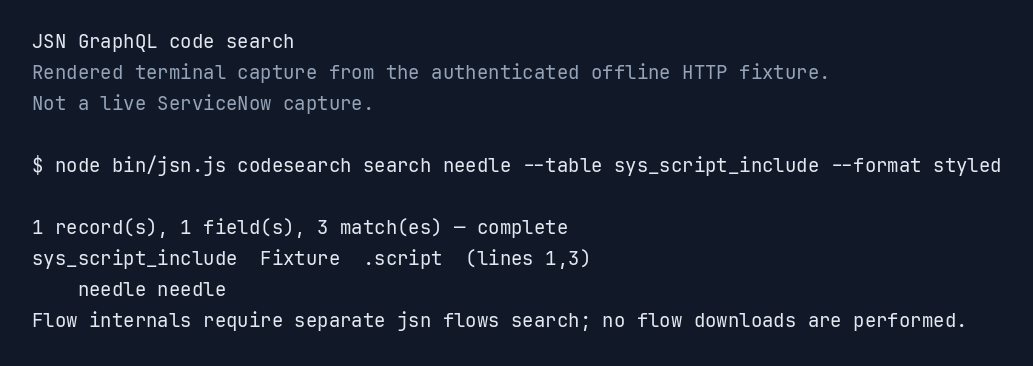 JSN GraphQL code search
Rendered terminal capture from the authenticated offline HTTP fixture.
Not a live ServiceNow capture.
$ node bin/jsn.js codesearch search needle --table sys_script_include --format styled
1 record(s), 1 field(s), 3 match(es) — complete
sys_script_include  Fixture  .script  (lines 1,3)
needle needle
Flow internals require separate jsn flows search; no flow downloads are performed.